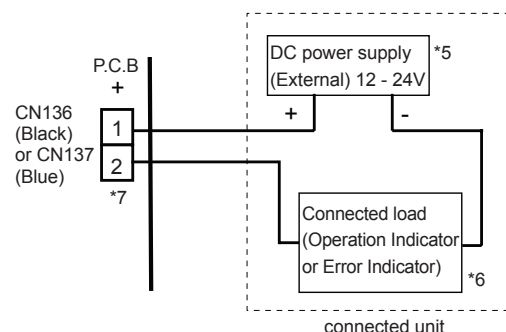 P.C.B
+
CN136
(Black)
or CN137
(Blue)
1
2
*7
DC power supply
(External) 12 - 24V
*5
+
-
Connected load
(Operation Indicator
or Error Indicator)
*6
connected unit